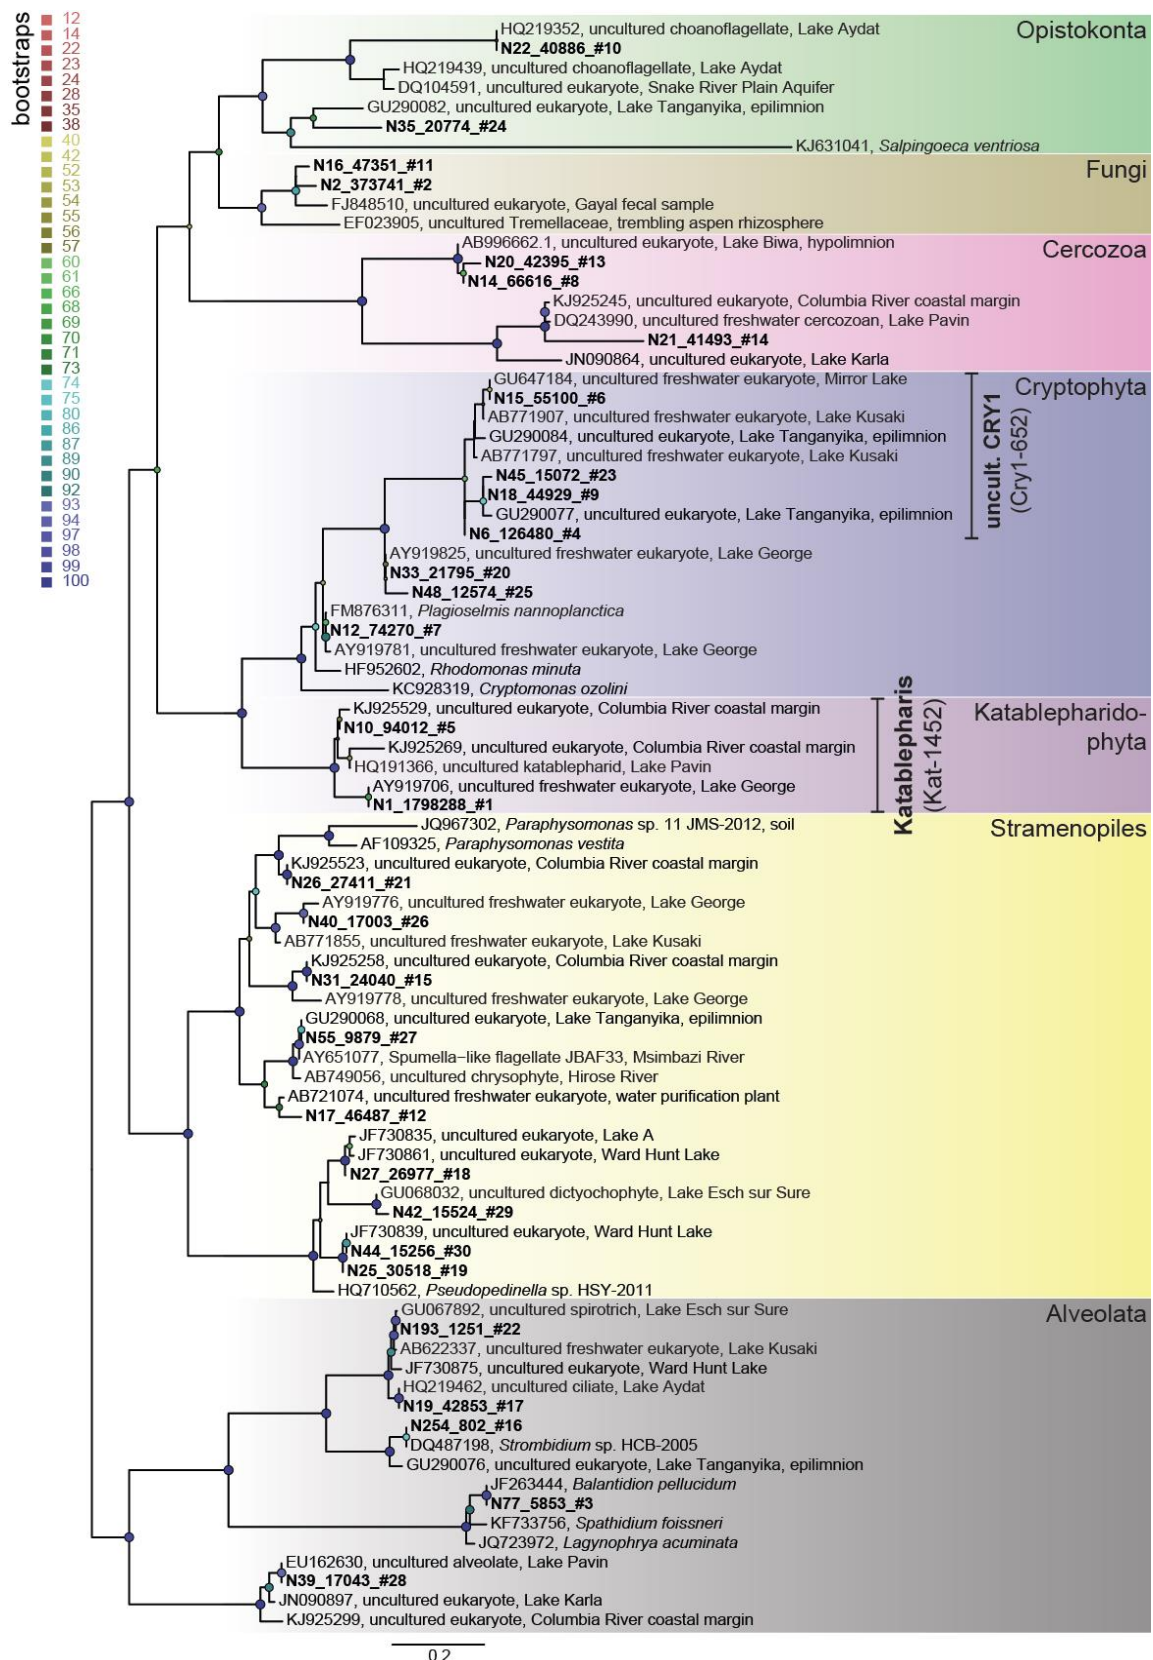 bootstraps
12
14
22
23
24
28
35
38
40
42
52
53
54
55
56
57
60
61
66
68
69
70
71
73
74
75
80
86
87
89
90
92
93
94
97
98
99
100
Opistokonta
HQ219352, uncultured choanoflagellate, Lake Aydat
N22_40886_#10
HQ219439, uncultured choanoflagellate, Lake Aydat
DQ104591, uncultured eukaryote, Snake River Plain Aquifer
GU290082, uncultured eukaryote, Lake Tanganyika, epilimnion
N35_20774_#24
KJ631041, Salpingoeca ventriosa
Fungi
N16_47351_#11
N2_373741_#2
FJ848510, uncultured eukaryote, Gayal fecal sample
EF023905, uncultured Tremellaceae, trembling aspen rhizosphere
Cercozoa
AB996662.1, uncultured eukaryote, Lake Biwa, hypolimnion
N20_42395_#13
N14_66616_#8
KJ925245, uncultured eukaryote, Columbia River coastal margin
DQ243990, uncultured freshwater cercozoan, Lake Pavin
N21_41493_#14
JN090864, uncultured eukaryote, Lake Karla
Cryptophyta
GU647184, uncultured freshwater eukaryote, Mirror Lake
N15_55100_#6
AB771907, uncultured freshwater eukaryote, Lake Kusaki
GU290084, uncultured eukaryote, Lake Tanganyika, epilimnion
AB771797, uncultured freshwater eukaryote, Lake Kusaki
N45_15072_#23
N18_44929_#9
GU290077, uncultured eukaryote, Lake Tanganyika, epilimnion
N6_126480_#4
uncult. CRY1
(Cry1-652)
AY919825, uncultured freshwater eukaryote, Lake George
N33_21795_#20
N48_12574_#25
FM876311, Plagioselmis nannoplanctica
N12_74270_#7
AY919781, uncultured freshwater eukaryote, Lake George
HF952602, Rhodomonas minuta
KC928319, Cryptomonas ozolini
Katablepharido-
phyta
KJ925529, uncultured eukaryote, Columbia River coastal margin
N10_94012_#5
KJ925269, uncultured eukaryote, Columbia River coastal margin
HQ191366, uncultured katablepharid, Lake Pavin
AY919706, uncultured freshwater eukaryote, Lake George
N1_1798288_#1
Katablepharis
(Kat-1452)
Stramenopiles
JQ967302, Paraphysomonas sp. 11 JMS-2012, soil
AF109325, Paraphysomonas vestita
KJ925523, uncultured eukaryote, Columbia River coastal margin
N26_27411_#21
AY919776, uncultured freshwater eukaryote, Lake George
N40_17003_#26
AB771855, uncultured freshwater eukaryote, Lake Kusaki
KJ925258, uncultured eukaryote, Columbia River coastal margin
N31_24040_#15
AY919778, uncultured freshwater eukaryote, Lake George
GU290068, uncultured eukaryote, Lake Tanganyika, epilimnion
N55_9879_#27
AY651077, Spumella−like flagellate JBAF33, Msimbazi River
AB749056, uncultured chrysophyte, Hirose River
AB721074, uncultured freshwater eukaryote, water purification plant
N17_46487_#12
JF730835, uncultured eukaryote, Lake A
JF730861, uncultured eukaryote, Ward Hunt Lake
N27_26977_#18
GU068032, uncultured dictyochophyte, Lake Esch sur Sure
N42_15524_#29
JF730839, uncultured eukaryote, Ward Hunt Lake
N44_15256_#30
N25_30518_#19
HQ710562, Pseudopedinella sp. HSY-2011
Alveolata
GU067892, uncultured spirotrich, Lake Esch sur Sure
N193_1251_#22
AB622337, uncultured freshwater eukaryote, Lake Kusaki
JF730875, uncultured eukaryote, Ward Hunt Lake
HQ219462, uncultured ciliate, Lake Aydat
N19_42853_#17
N254_802_#16
DQ487198, Strombidium sp. HCB-2005
GU290076, uncultured eukaryote, Lake Tanganyika, epilimnion
JF263444, Balantidion pellucidum
N77_5853_#3
KF733756, Spathidium foissneri
JQ723972, Lagynophrya acuminata
EU162630, uncultured alveolate, Lake Pavin
N39_17043_#28
JN090897, uncultured eukaryote, Lake Karla
KJ925299, uncultured eukaryote, Columbia River coastal margin
0.2